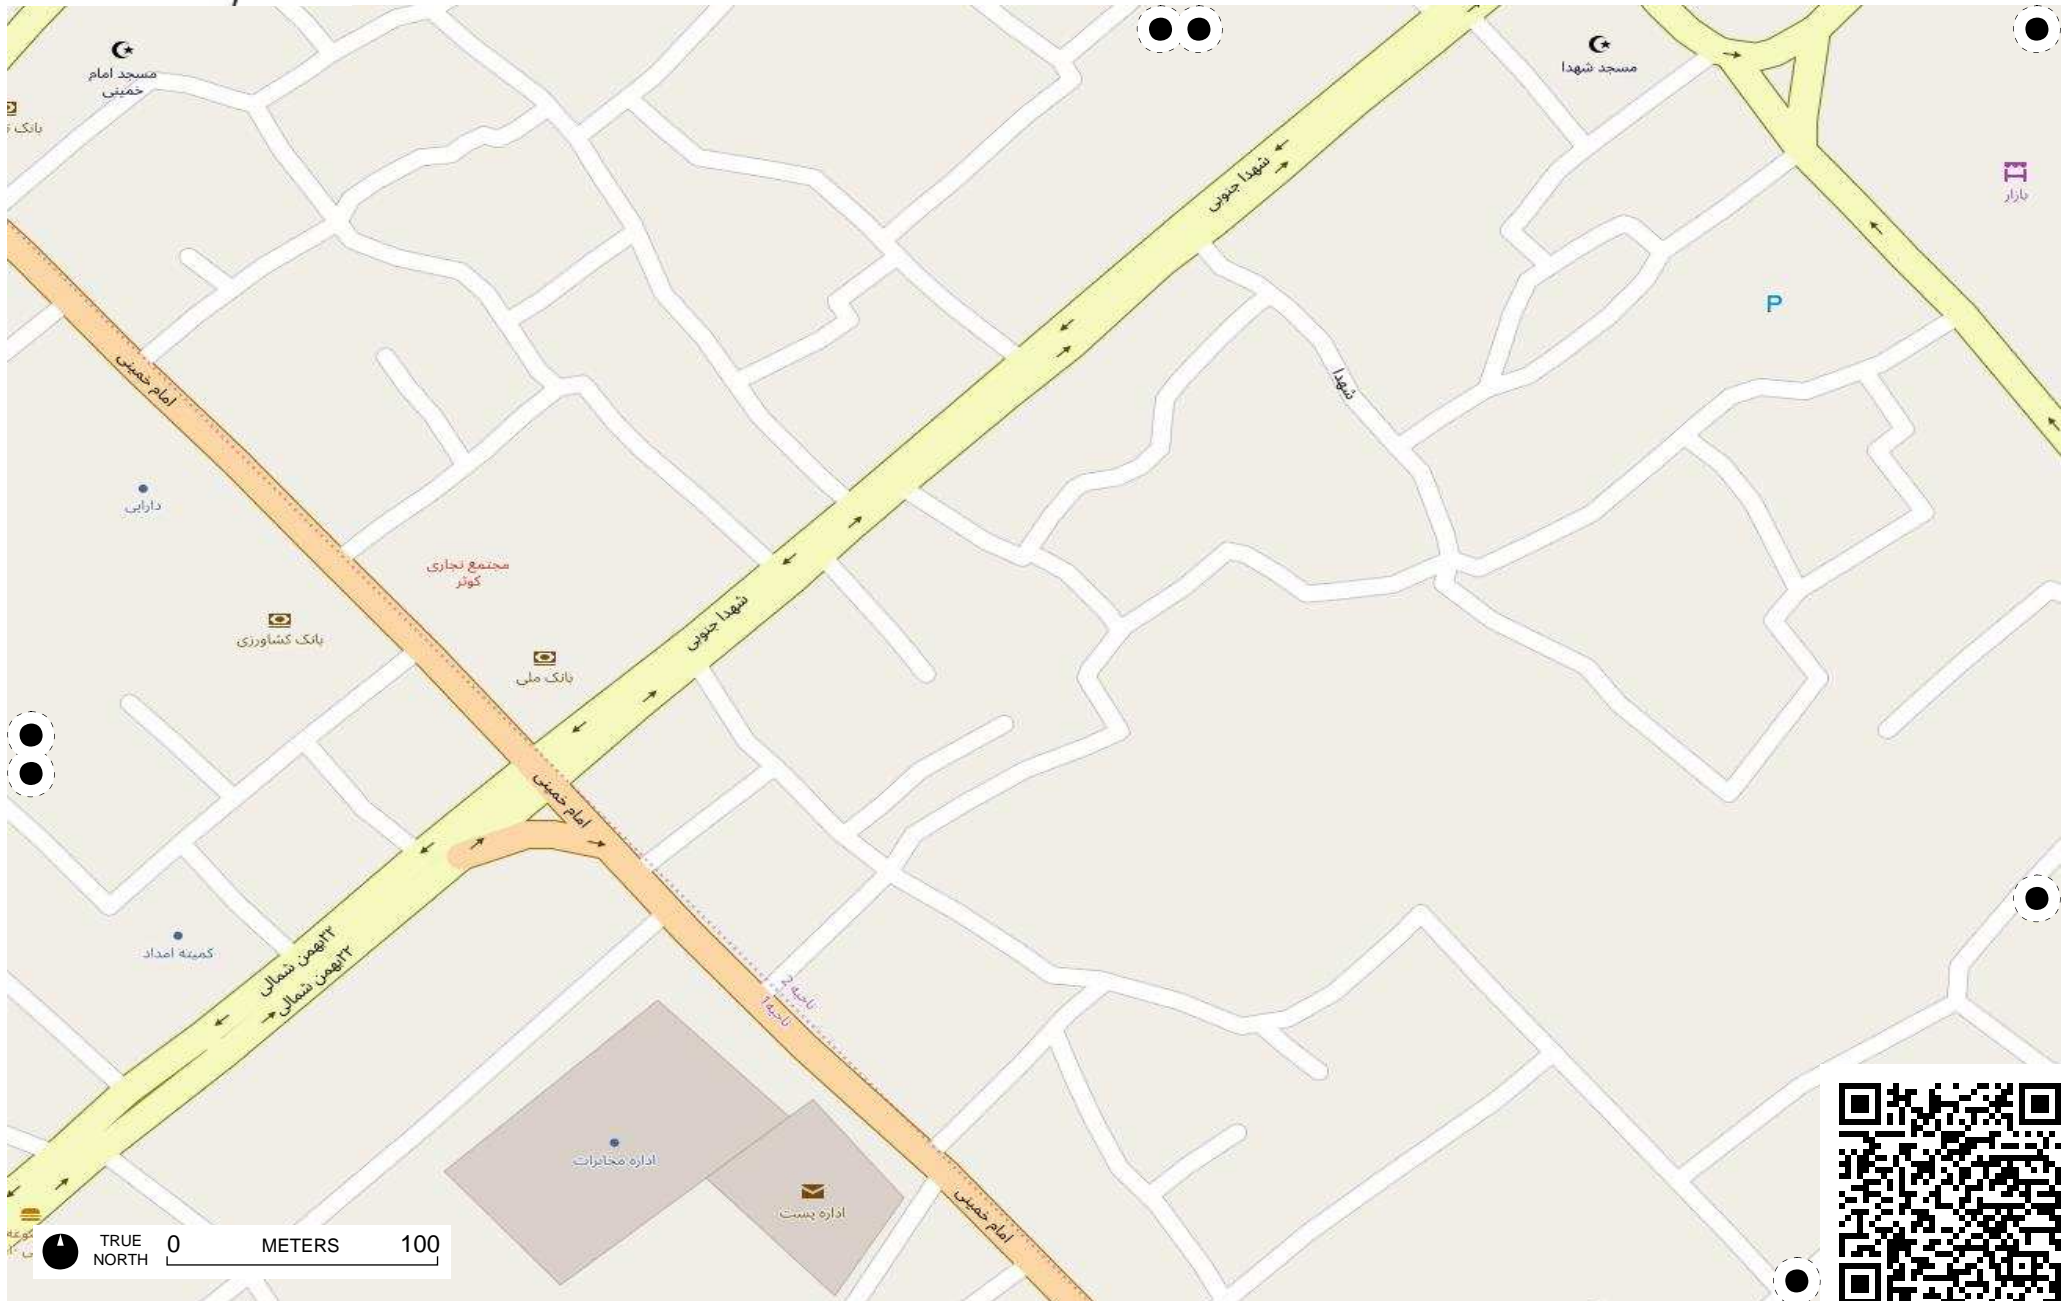 مسجد امام
خمینی
مسجد شهدا
بانک
بازار
شهدا جنوبی
P
امام خمینی
شهدا
دارایی
مجتمع تجاری
کوثر
بانک کشاورزی
شهدا جنوبی
بانک ملی
امام خمینی
۲۲بهمن شمالی
۲۲بهمن شمالی
کمیته امداد
ناحیه 2
ناحیه1
اداره مخابرات
اداره پست
امام خمینی
TRUE
NORTH
0 METERS 100